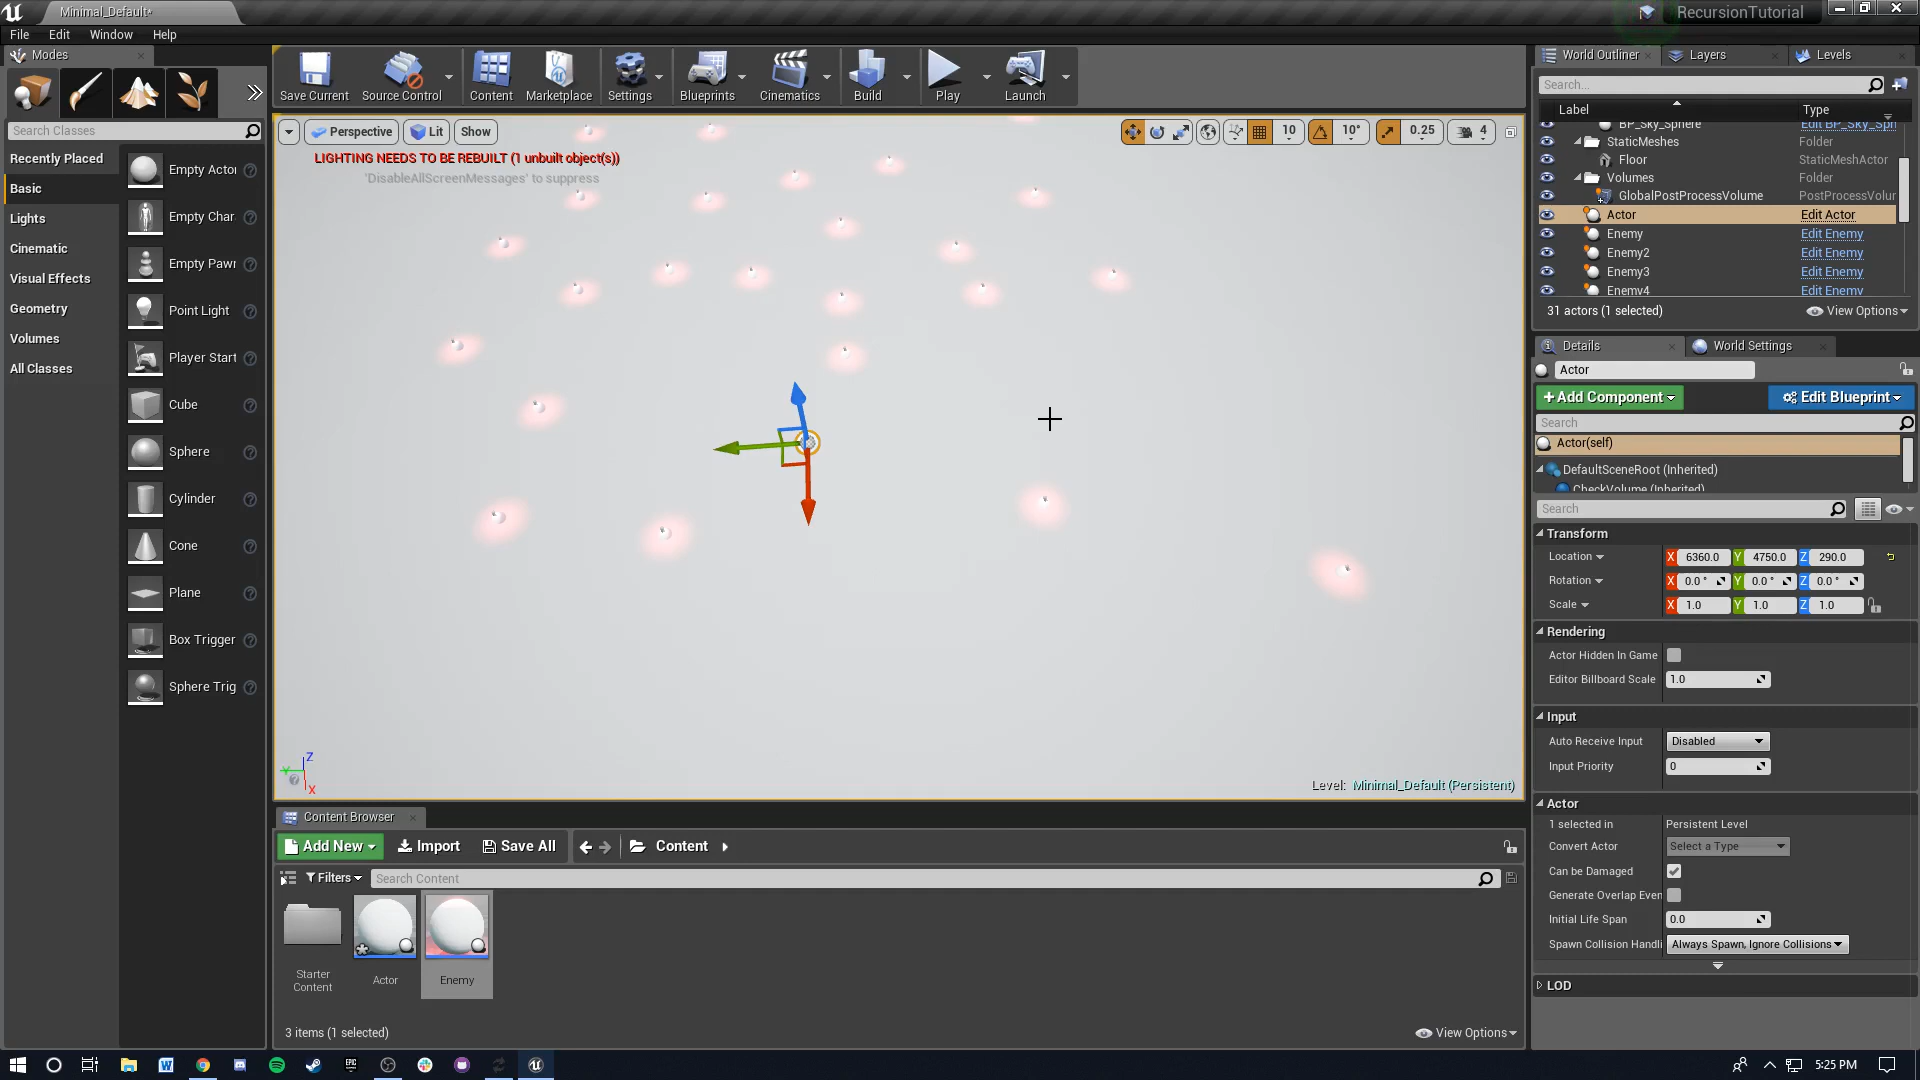 Minimal_Default•
RecursionTutorial
File
Edit
Window
Help
Modes
Search Classes
Recently Placed
Basic
Lights
Cinematic
Visual Effects
Geometry
Volumes
All Classes
Empty Actor
Empty Char
Empty Pawn
Point Light
Player Start
Cube
Sphere
Cylinder
Cone
Plane
Box Trigger
Sphere Trig
Save Current
Source Control
Content
Marketplace
Settings
Blueprints
Cinematics
Build
Play
Launch
Perspective
Lit
Show
10
10°
0.25
4
LIGHTING NEEDS TO BE REBUILT (1 unbuilt object(s))
'DisableAllScreenMessages' to suppress
Z
Y
X
Level: Minimal_Default (Persistent)
Content Browser
Add New
Import
Save All
Content
Filters
Search Content
Starter Content
Actor
Enemy
3 items (1 selected)
View Options
World Outliner
Layers
Levels
Search...
Label
Type
BP_Sky_Sphere
Edit BP_Sky_Sph
StaticMeshes
Folder
Floor
StaticMeshActor
Volumes
Folder
GlobalPostProcessVolume
PostProcessVolur
Actor
Edit Actor
Enemy
Edit Enemy
Enemy2
Edit Enemy
Enemy3
Edit Enemy
Enemy4
Edit Enemy
31 actors (1 selected)
View Options
Details
World Settings
Actor
+Add Component
Edit Blueprint
Search
Actor(self)
DefaultSceneRoot (Inherited)
CheckVolume (Inherited)
Search
Transform
Location
X 6360.0 Y 4750.0 Z 290.0
Rotation
X 0.0 ° Y 0.0 ° Z 0.0 °
Scale
X 1.0 Y 1.0 Z 1.0
Rendering
Actor Hidden In Game
Editor Billboard Scale
1.0
Input
Auto Receive Input
Disabled
Input Priority
0
Actor
1 selected in
Persistent Level
Convert Actor
Select a Type
Can be Damaged
Generate Overlap Even
Initial Life Span
0.0
Spawn Collision Handli
Always Spawn, Ignore Collisions
LOD
5:25 PM